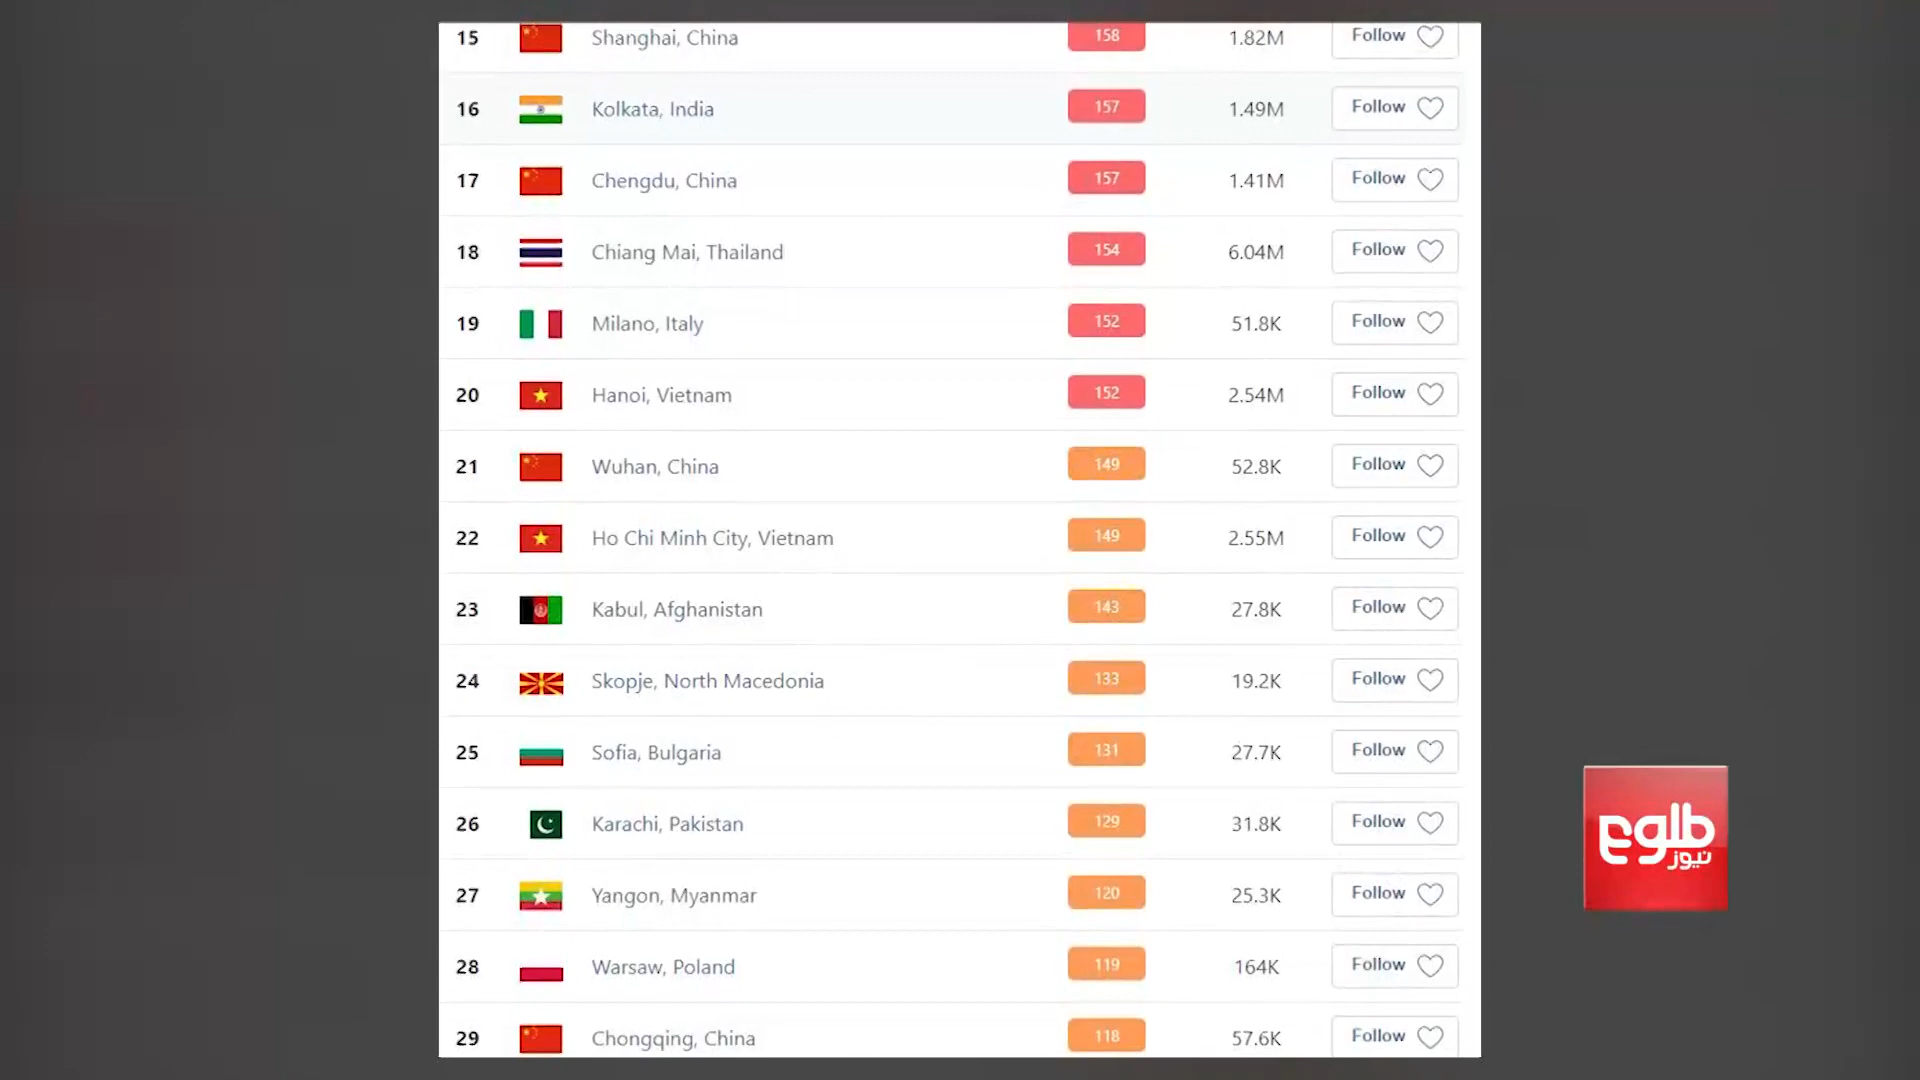 15 Shanghai, China 158 1.82M Follow
16 Kolkata, India 157 1.49M Follow
17 Chengdu, China 157 1.41M Follow
18 Chiang Mai, Thailand 154 6.04M Follow
19 Milano, Italy 152 51.8K Follow
20 Hanoi, Vietnam 152 2.54M Follow
21 Wuhan, China 149 52.8K Follow
22 Ho Chi Minh City, Vietnam 149 2.55M Follow
23 Kabul, Afghanistan 143 27.8K Follow
24 Skopje, North Macedonia 133 19.2K Follow
25 Sofia, Bulgaria 131 27.7K Follow
26 Karachi, Pakistan 129 31.8K Follow
27 Yangon, Myanmar 120 25.3K Follow
28 Warsaw, Poland 119 164K Follow
29 Chongqing, China 118 57.6K Follow
طلوع
نیوز